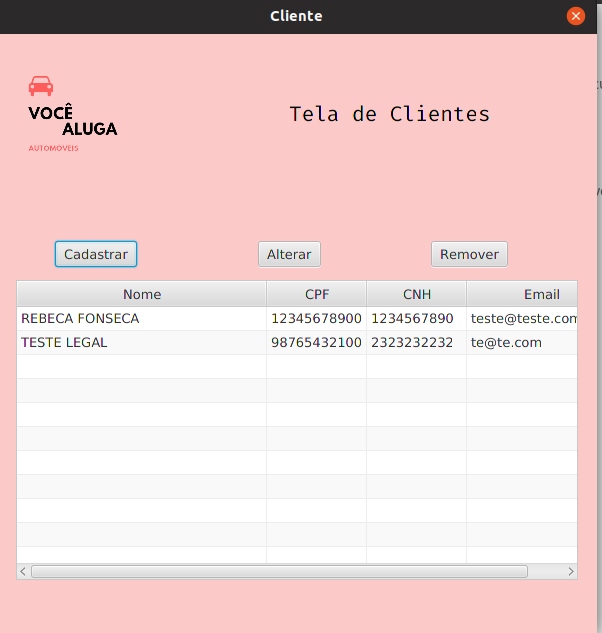 Cliente
VOCÊ
ALUGA
AUTOMÓVEIS
Tela de Clientes
Cadastrar Alterar Remover
Nome CPF CNH Email
REBECA FONSECA 12345678900 1234567890 teste@teste.com
TESTE LEGAL 98765432100 2323232232 te@te.com